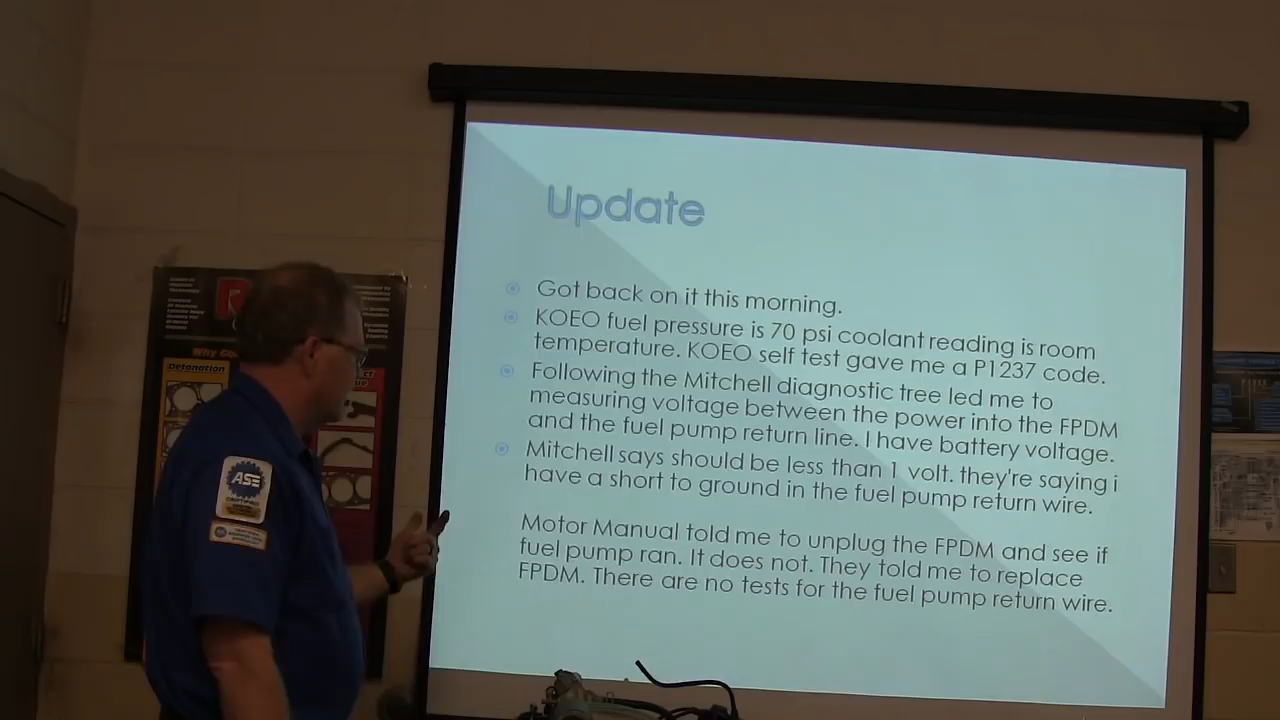 Update
Got back on it this morning.
KOEO fuel pressure is 70 psi coolant reading is room
temperature. KOEO self test gave me a P1237 code.
Following the Mitchell diagnostic tree led me to
measuring voltage between the power into the FPDM
and the fuel pump return line. I have battery voltage.
Mitchell says should be less than 1 volt. they're saying i
have a short to ground in the fuel pump return wire.
Motor Manual told me to unplug the FPDM and see if
fuel pump ran. It does not. They told me to replace
FPDM. There are no tests for the fuel pump return wire.
Why
Detonation
ASE